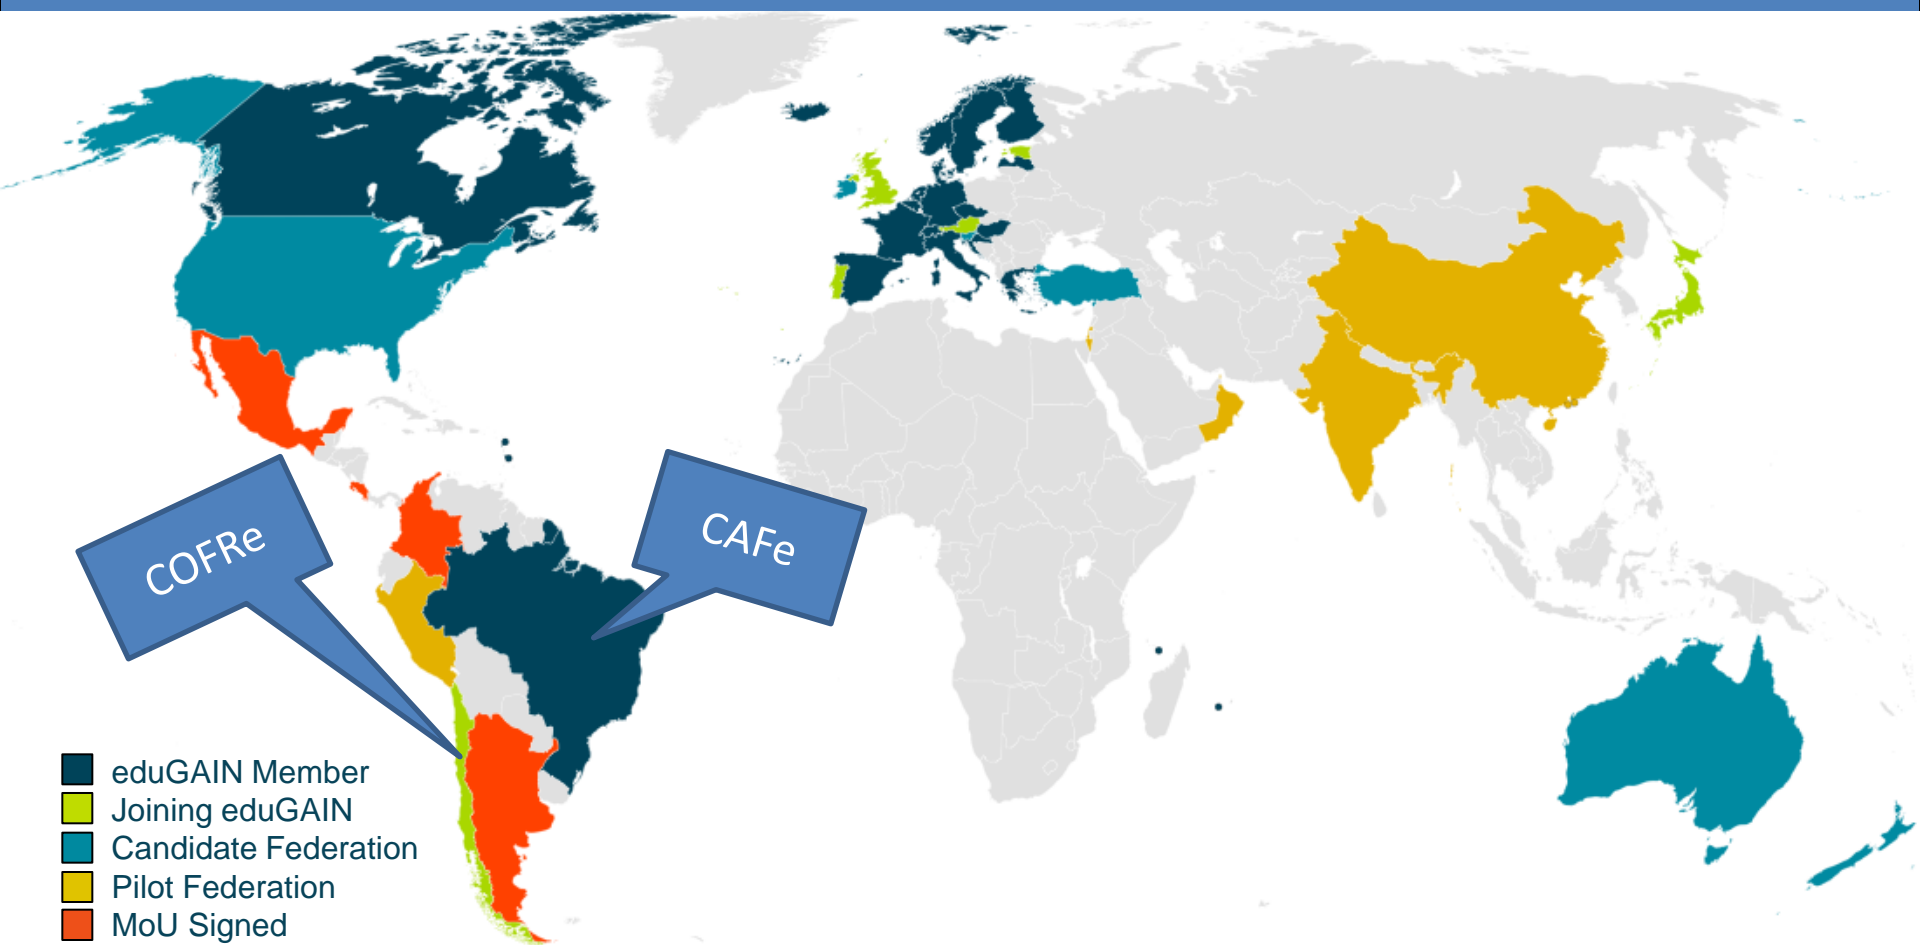 COFRe
CAFe
eduGAIN Member
Joining eduGAIN
Candidate Federation
Pilot Federation
MoU Signed